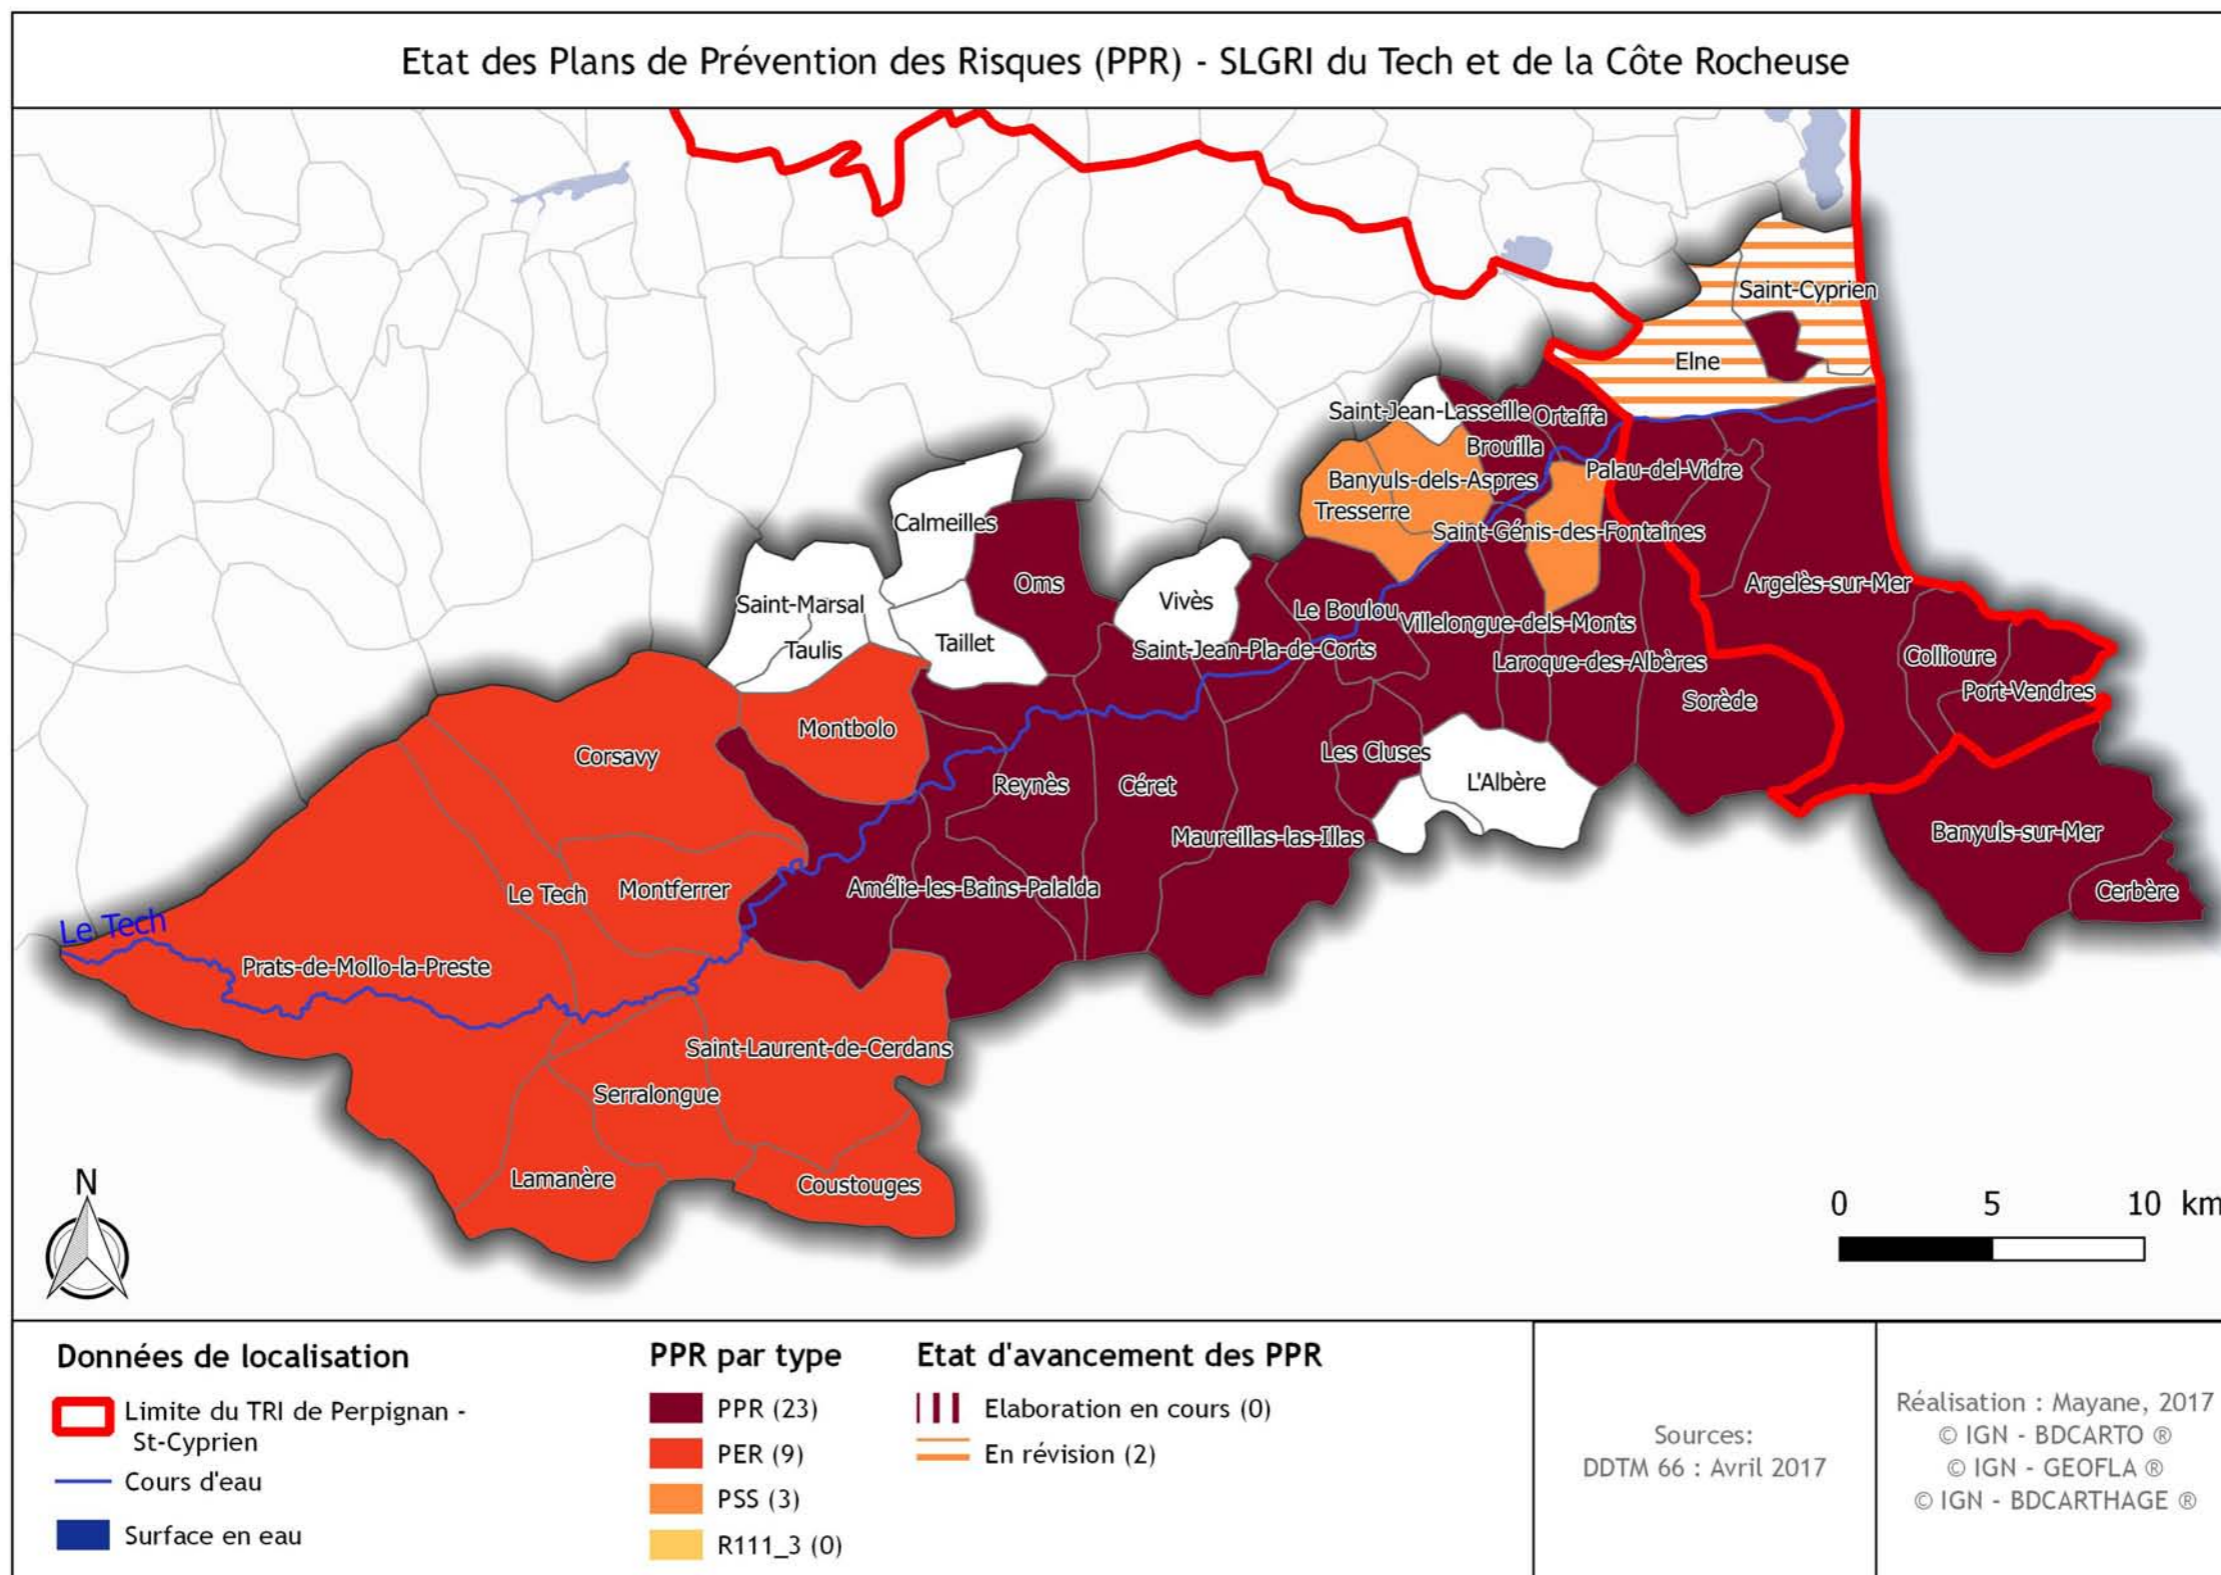 Etat des Plans de Prévention des Risques (PPR) - SLGRI du Tech et de la Côte Rocheuse
Saint-Cyprien
Elne
Saint-Jean-Lasseille
Ortaffa
Brouilla
Palau-del-Vidre
Banyuls-dels-Aspres
Tresserre
Saint-Génis-des-Fontaines
Calmeilles
Oms
Argelès-sur-Mer
Saint-Marsal
Vivès
Le Boulou
Villelongue-dels-Monts
Taulis
Taillet
Saint-Jean-Pla-de-Corts
Laroque-des-Albères
Collioure
Port-Vendres
Sorède
Montbolo
Corsavy
Les Cluses
L'Albère
Reynès
Céret
Maureillas-las-Illas
Banyuls-sur-Mer
Le Tech
Montferrer
Amélie-les-Bains-Palalda
Cerbère
Le Tech
Prats-de-Mollo-la-Preste
Saint-Laurent-de-Cerdans
Serralongue
Lamanère
Coustouges
N
0 5 10 km
Données de localisation
Limite du TRI de Perpignan -
St-Cyprien
Cours d'eau
Surface en eau
PPR par type
PPR (23)
PER (9)
PSS (3)
R111_3 (0)
Etat d'avancement des PPR
Elaboration en cours (0)
En révision (2)
Sources:
DDTM 66 : Avril 2017
Réalisation : Mayane, 2017
© IGN - BDCARTO ®
© IGN - GEOFLA ®
© IGN - BDCARTHAGE ®